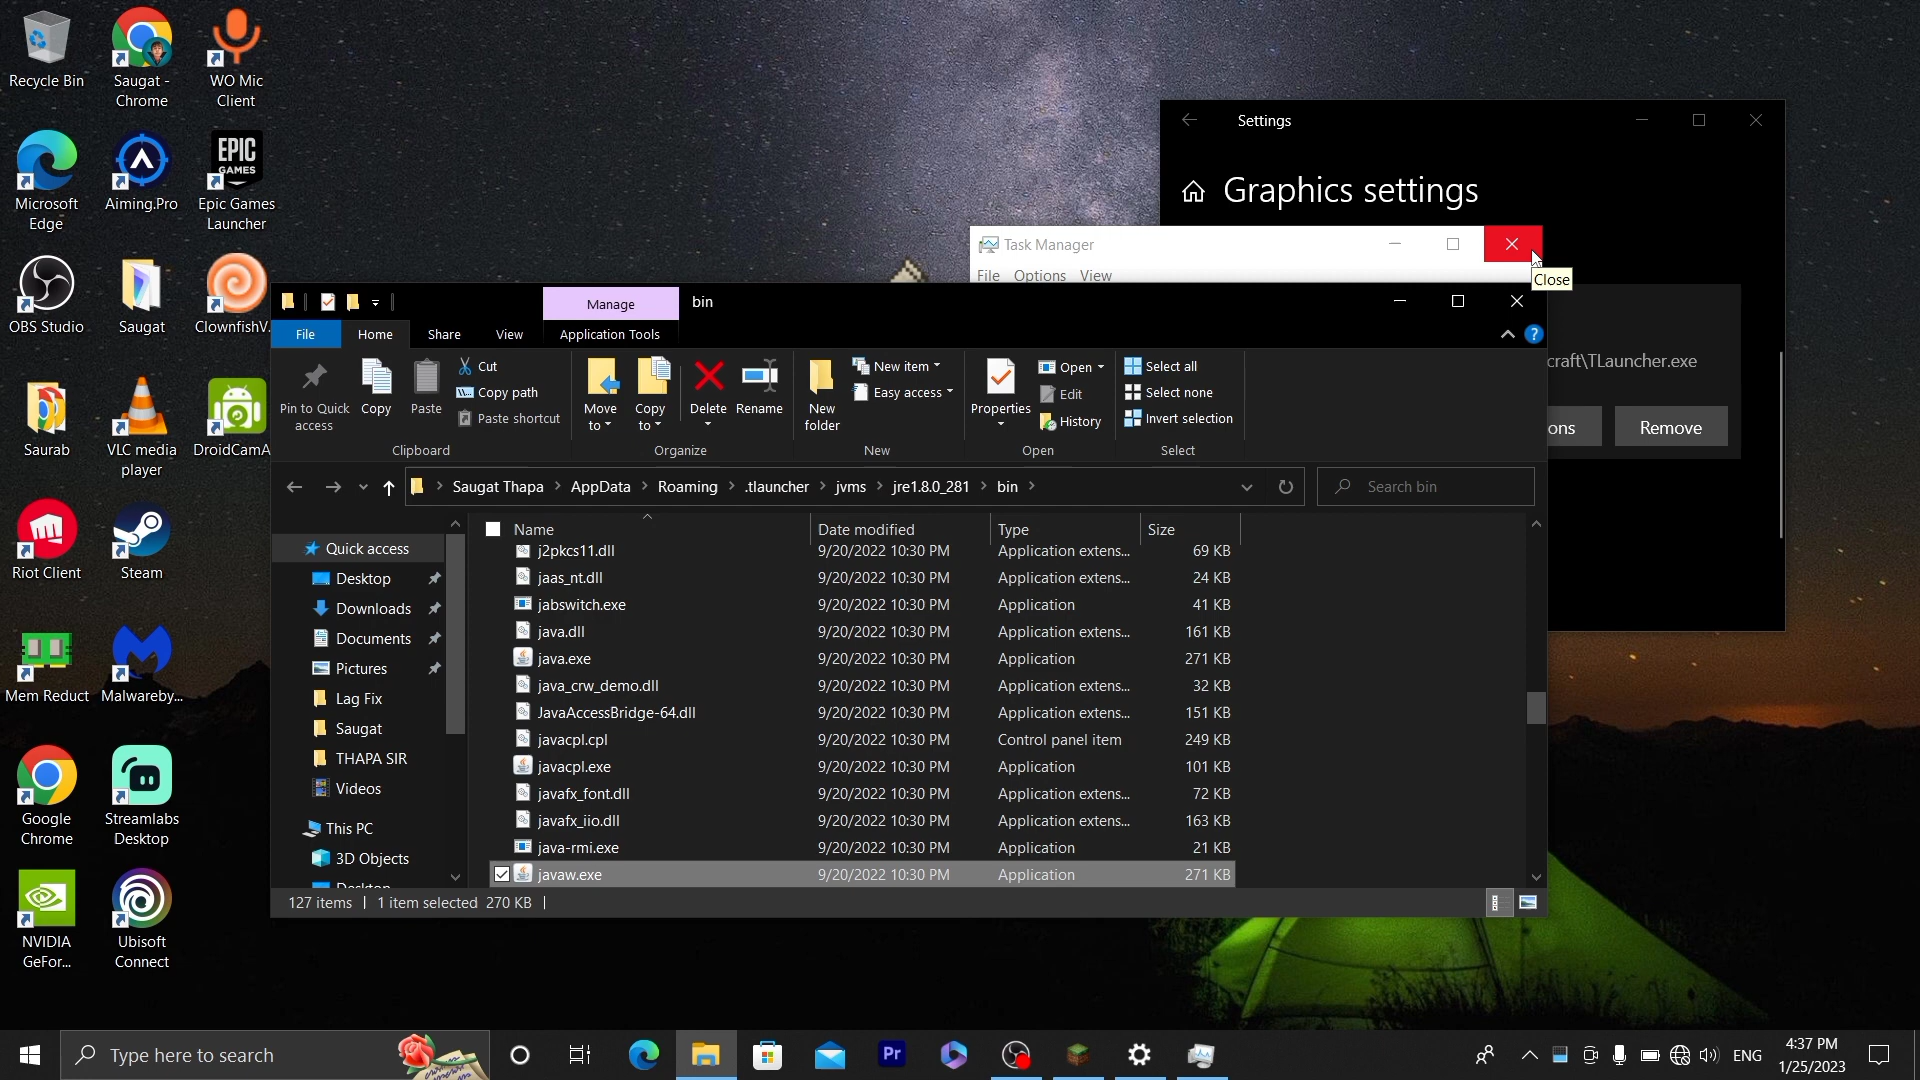 Recycle Bin
Saugat -
Chrome
WO Mic
Client
Microsoft
Edge
Aiming.Pro
EPIC
GAMES
Epic Games
Launcher
OBS Studio
Saugat
ClownfishV...
Saurab
VLC media
player
DroidCamA
Riot Client
Steam
Mem Reduct
Malwareby...
Google
Chrome
Streamlabs
Desktop
NVIDIA
GeFor...
Ubisoft
Connect
Settings
Graphics settings
craft\TLauncher.exe
ons
Remove
Task Manager
File Options View
Close
Manage
bin
File Home Share View Application Tools
Pin to Quick
access
Copy
Paste
Cut
Copy path
Paste shortcut
Clipboard
Move
to
Copy
to
Delete
Rename
Organize
New
folder
New item
Easy access
New
Properties
Open
Edit
History
Open
Select all
Select none
Invert selection
Select
Saugat Thapa > AppData > Roaming > .tlauncher > jvms > jre1.8.0_281 > bin >
Search bin
Quick access
Desktop
Downloads
Documents
Pictures
Lag Fix
Saugat
THAPA SIR
Videos
This PC
3D Objects
Desktop
Name Date modified Type Size
j2pkcs11.dll 9/20/2022 10:30 PM Application extens... 69 KB
jaas_nt.dll 9/20/2022 10:30 PM Application extens... 24 KB
jabswitch.exe 9/20/2022 10:30 PM Application 41 KB
java.dll 9/20/2022 10:30 PM Application extens... 161 KB
java.exe 9/20/2022 10:30 PM Application 271 KB
java_crw_demo.dll 9/20/2022 10:30 PM Application extens... 32 KB
JavaAccessBridge-64.dll 9/20/2022 10:30 PM Application extens... 151 KB
javacpl.cpl 9/20/2022 10:30 PM Control panel item 249 KB
javacpl.exe 9/20/2022 10:30 PM Application 101 KB
javafx_font.dll 9/20/2022 10:30 PM Application extens... 72 KB
javafx_iio.dll 9/20/2022 10:30 PM Application extens... 163 KB
java-rmi.exe 9/20/2022 10:30 PM Application 21 KB
javaw.exe 9/20/2022 10:30 PM Application 271 KB
127 items | 1 item selected 270 KB |
Type here to search
Pr
ENG
4:37 PM
1/25/2023